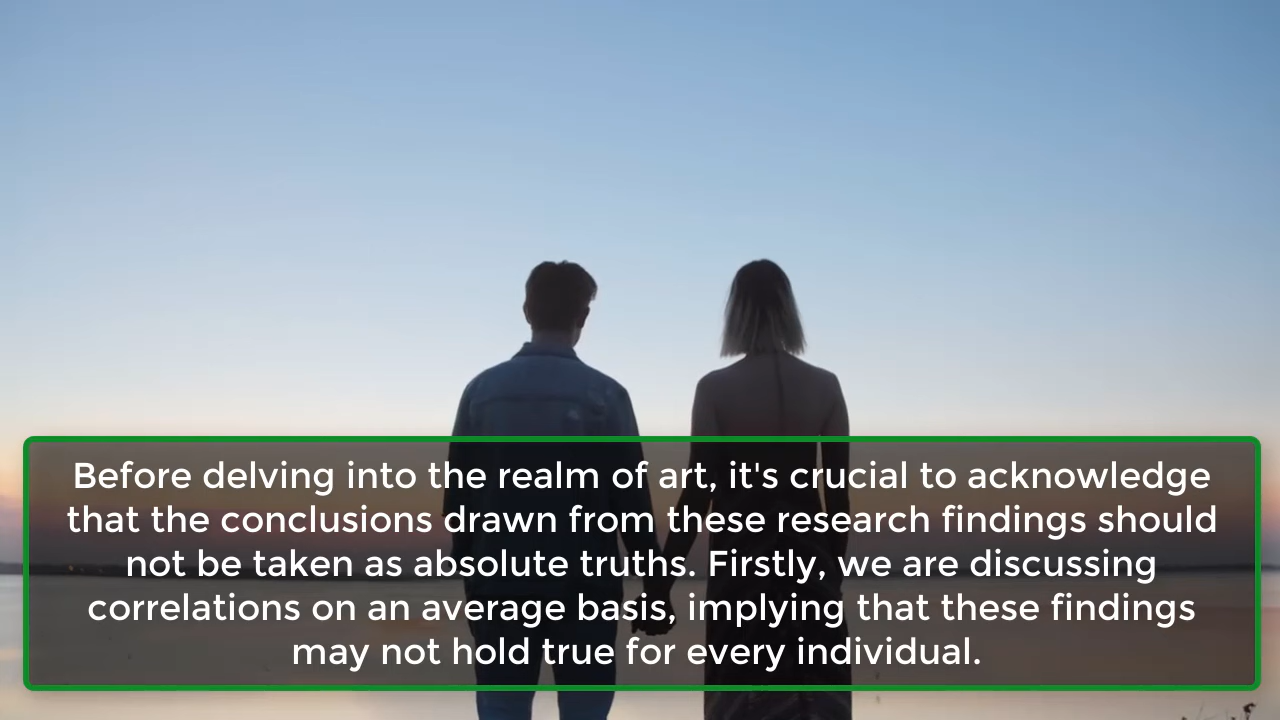 Before delving into the realm of art, it's crucial to acknowledge
that the conclusions drawn from these research findings should
not be taken as absolute truths. Firstly, we are discussing
correlations on an average basis, implying that these findings
may not hold true for every individual.